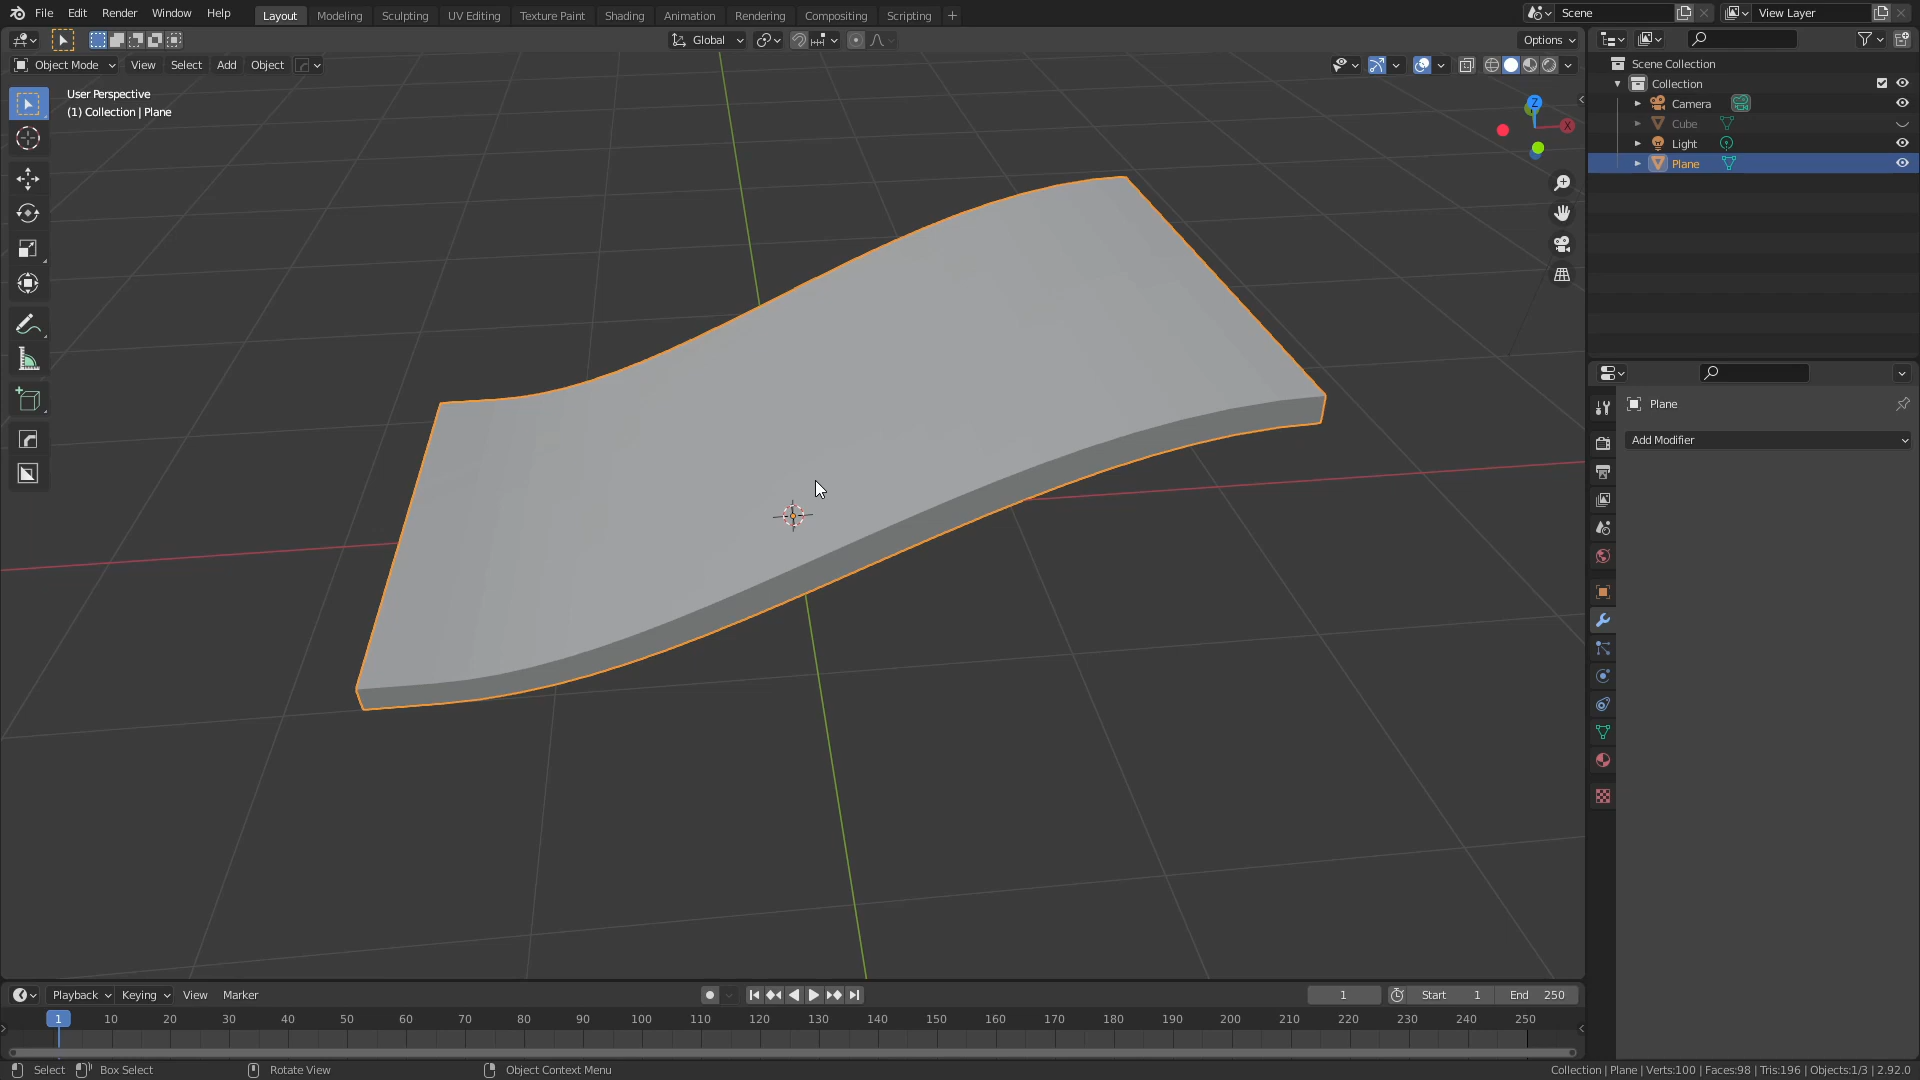 File Edit Render Window Help Layout Modeling Sculpting UV Editing Texture Paint Shading Animation Rendering Compositing Scripting + Scene View Layer
Global Options
Object Mode View Select Add Object
User Perspective
(1) Collection | Plane
Z
X
Scene Collection
Collection
Camera
Cube
Light
Plane
Plane
Add Modifier
Playback Keying View Marker 1 Start 1 End 250
1 10 20 30 40 50 60 70 80 90 100 110 120 130 140 150 160 170 180 190 200 210 220 230 240 250
Select Box Select Rotate View Object Context Menu Collection | Plane | Verts:100 | Faces:98 | Tris:196 | Objects:1/3 | 2.92.0